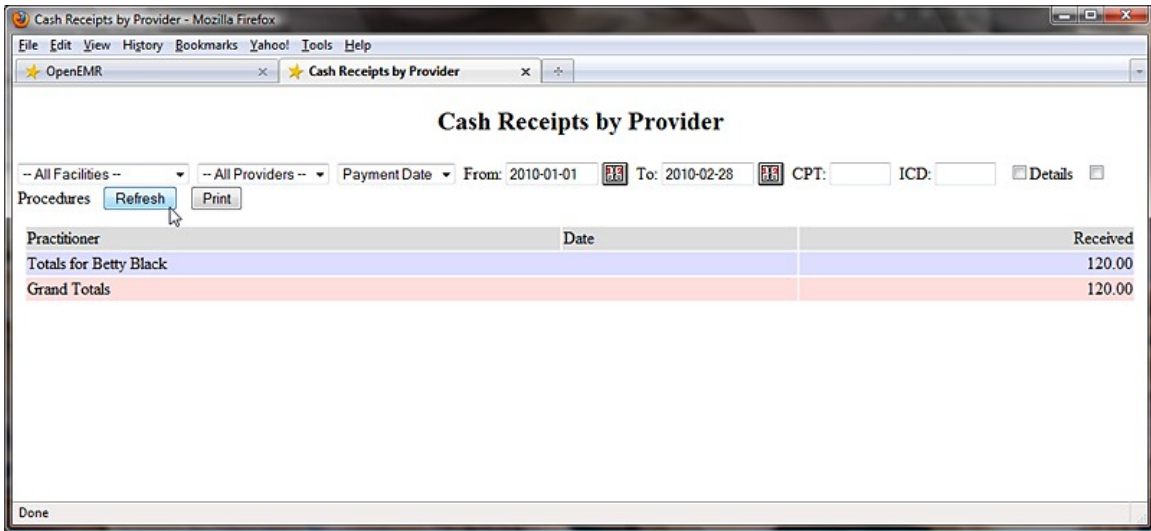 Cash Receipts by Provider - Mozilla Firefox
File Edit View History Bookmarks Yahoo! Tools Help
OpenEMR Cash Receipts by Provider
Cash Receipts by Provider
-- All Facilities -- -- All Providers -- Payment Date From: 2010-01-01 To: 2010-02-28 CPT: ICD: Details
Procedures Refresh Print
Practitioner Date Received
Totals for Betty Black 120.00
Grand Totals 120.00
Done